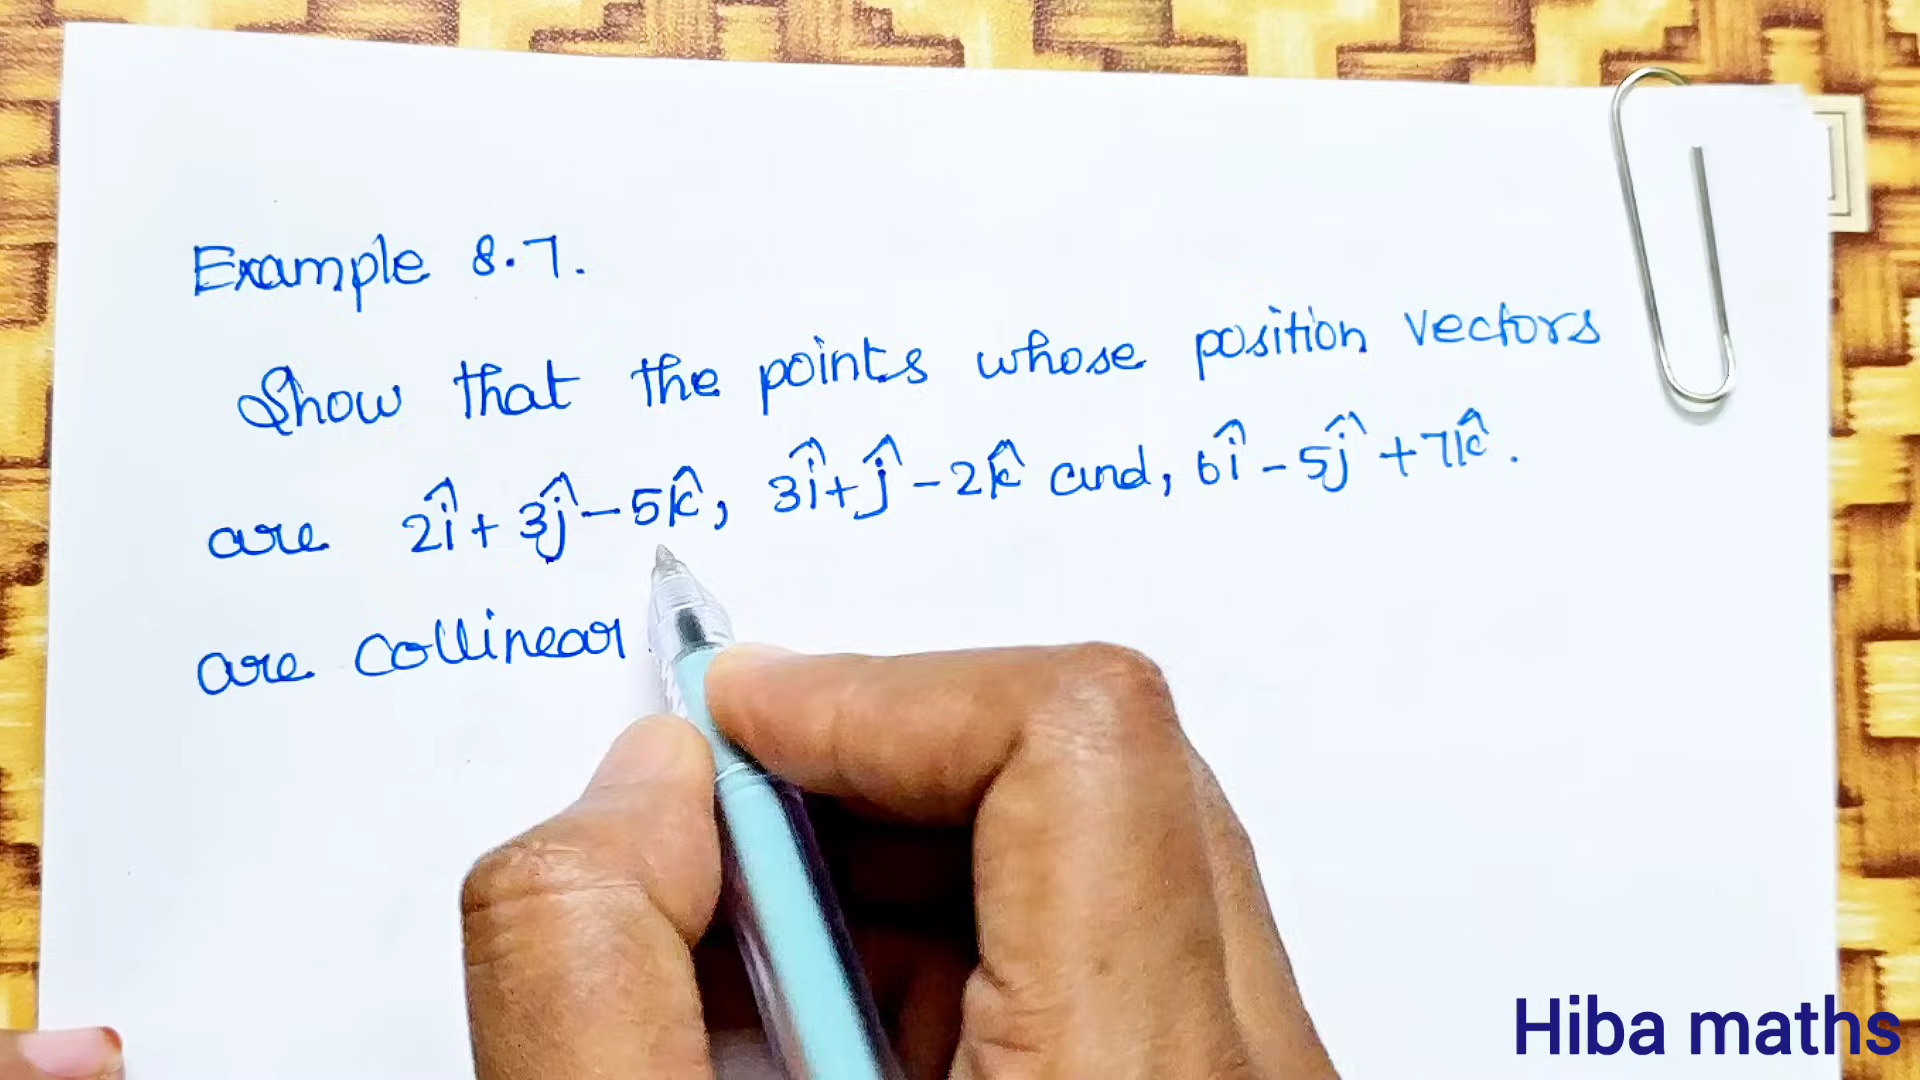 Example 8.7.
Show that the points whose position vectors
are 2î + 3ĵ - 5k̂, 3î + ĵ - 2k̂ and, 6î - 5ĵ + 7k̂.
are collinear
Hiba maths